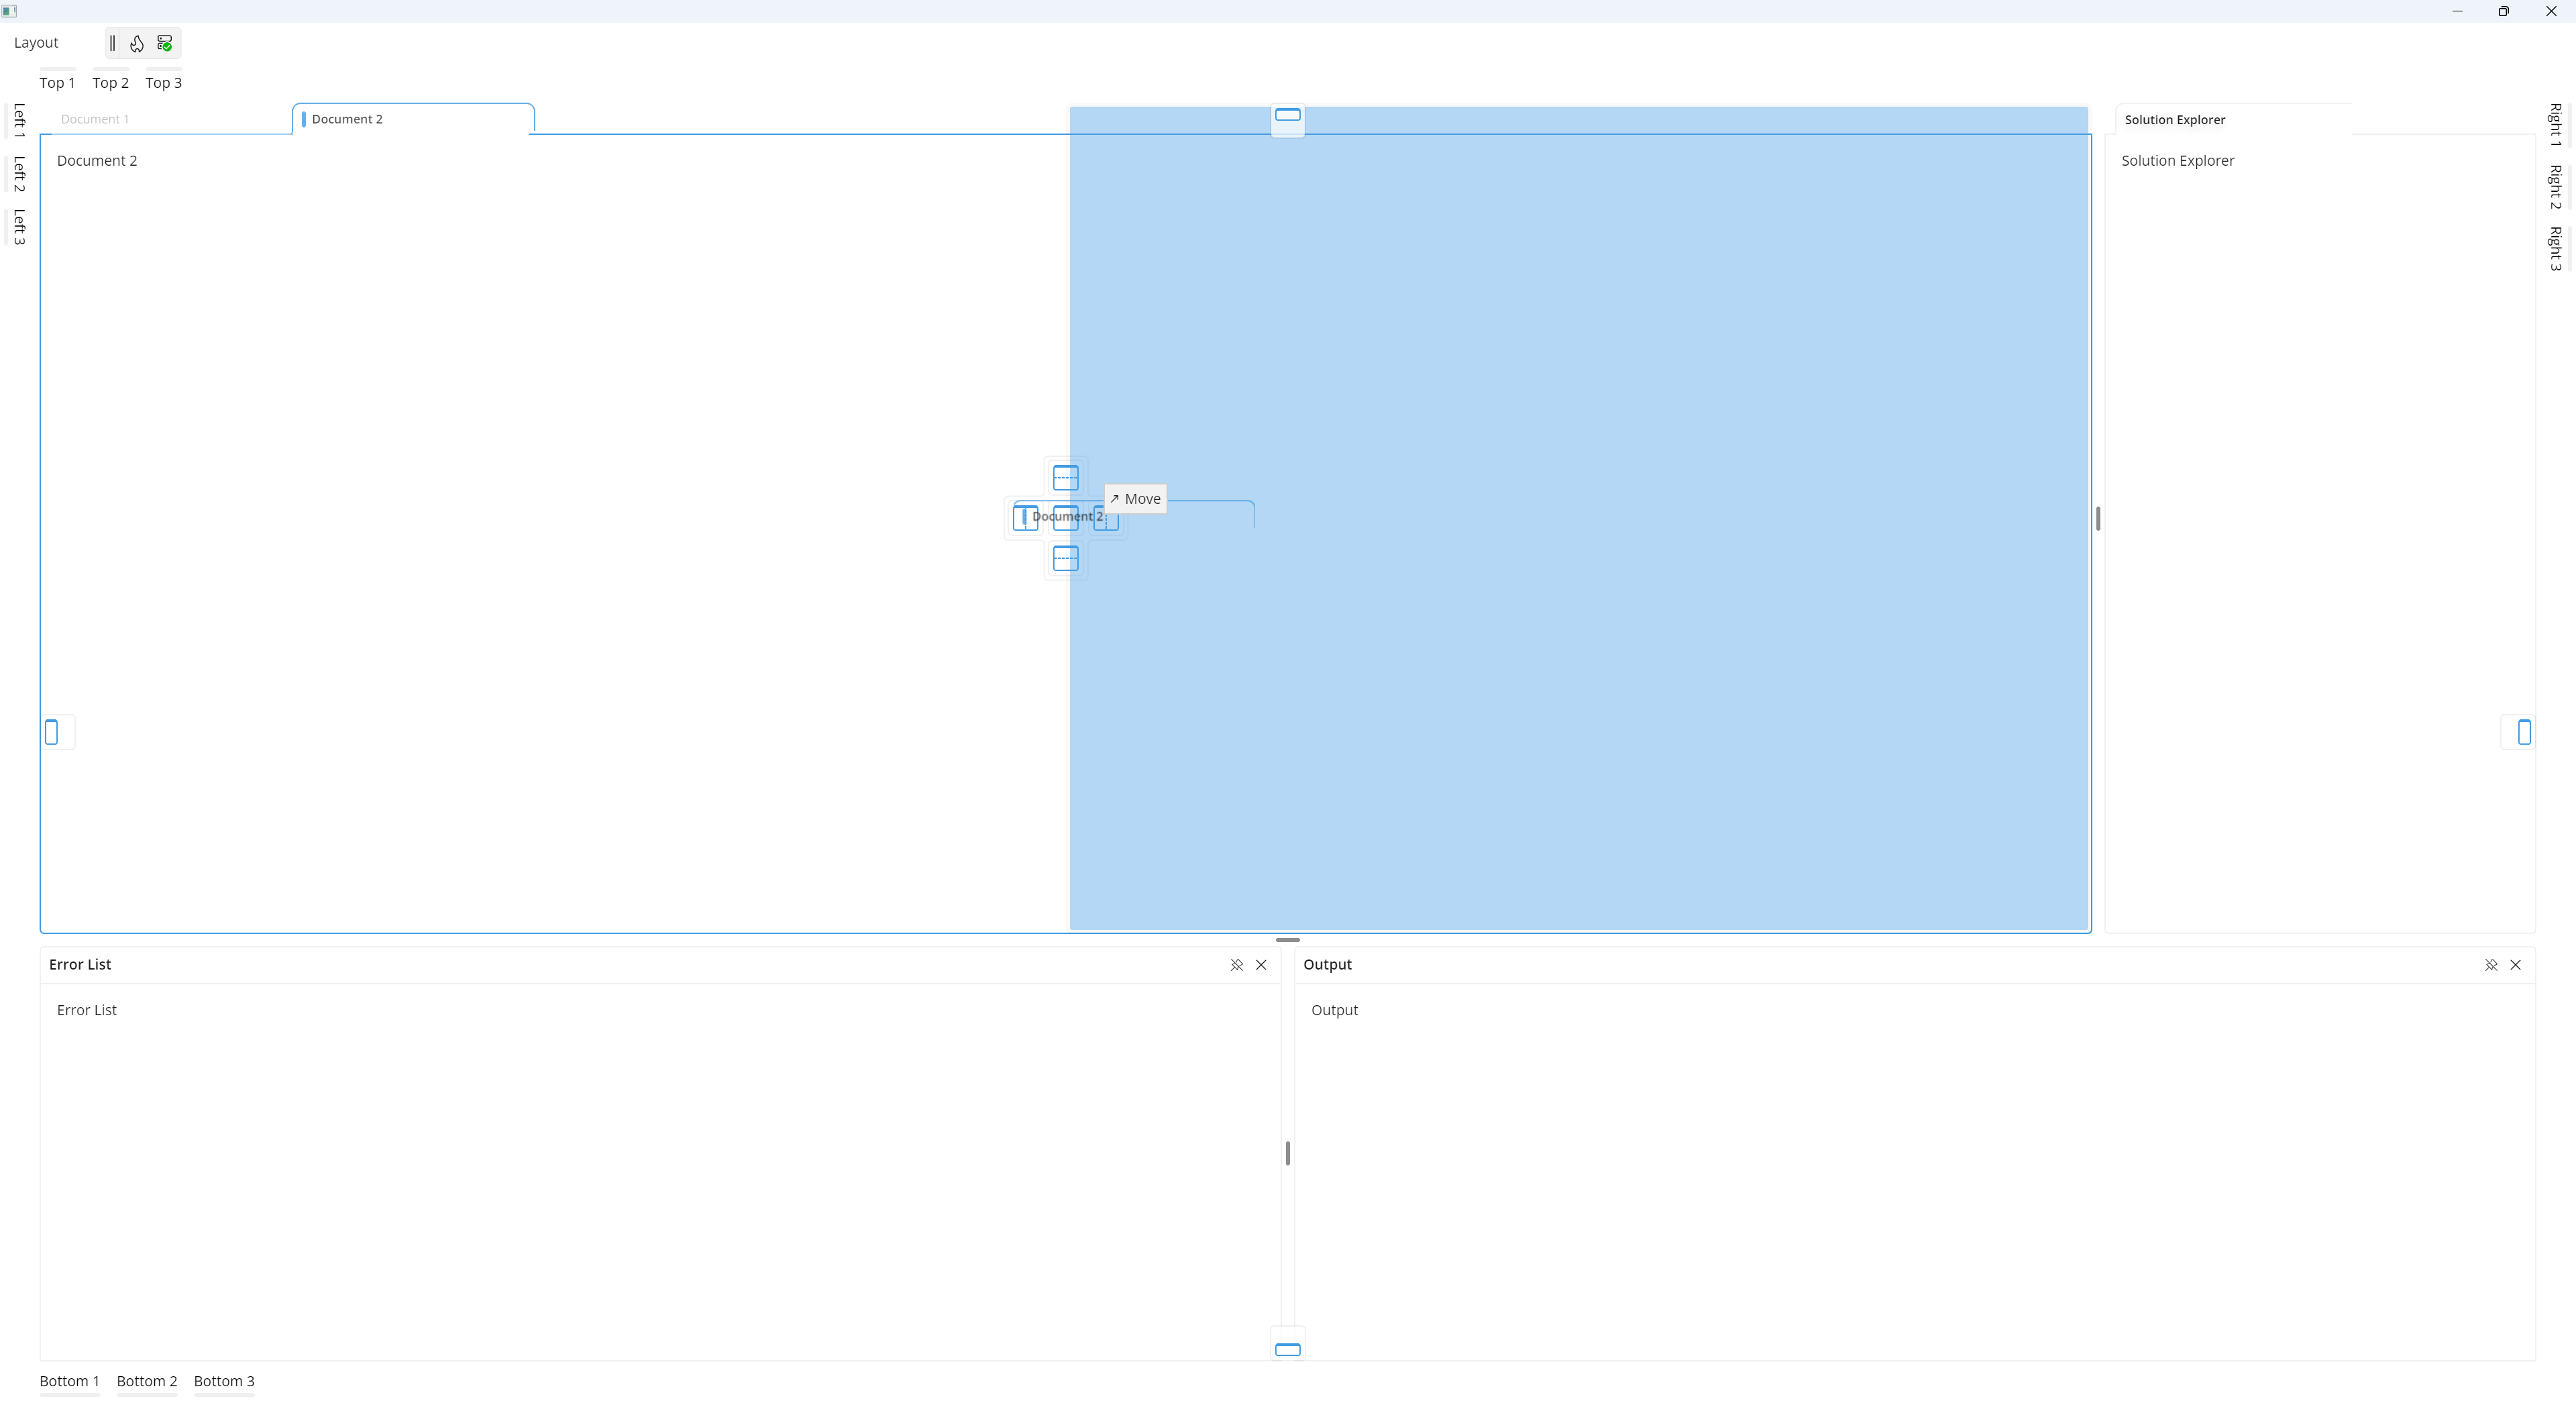 Layout
Top 1 Top 2 Top 3
Left 1
Left 2
Left 3
Document 1
Document 2
Document 2
Move
Document 2
Solution Explorer
Solution Explorer
Right 1
Right 2
Right 3
Error List
Error List
Output
Output
Bottom 1 Bottom 2 Bottom 3